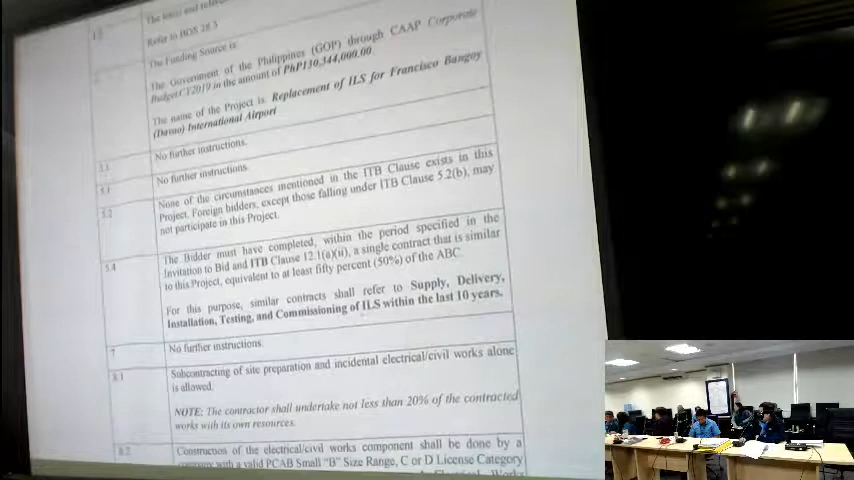 Refer to BDS 28.3
The Funding Source is:
The Government of the Philippines (GOP) through CAAP Corporate
Budget CY2019 in the amount of PhP130,344,000.00.
The name of the Project is: Replacement of ILS for Francisco Bangoy
(Davao) International Airport
3.1 No further instructions.
5.1 No further instructions.
5.2 None of the circumstances mentioned in the ITB Clause exists in this
Project. Foreign bidders, except those falling under ITB Clause 5.2(b), may
not participate in this Project.
5.4 The Bidder must have completed, within the period specified in the
Invitation to Bid and ITB Clause 12.1(a)(ii), a single contract that is similar
to this Project, equivalent to at least fifty percent (50%) of the ABC.
For this purpose, similar contracts shall refer to Supply, Delivery,
Installation, Testing, and Commissioning of ILS within the last 10 years.
7 No further instructions.
8.1 Subcontracting of site preparation and incidental electrical/civil works alone
is allowed.
NOTE: The contractor shall undertake not less than 20% of the contracted
works with its own resources.
8.2 Construction of the electrical/civil works component shall be done by a
company with a valid PCAB Small "B" Size Range, C or D License Category